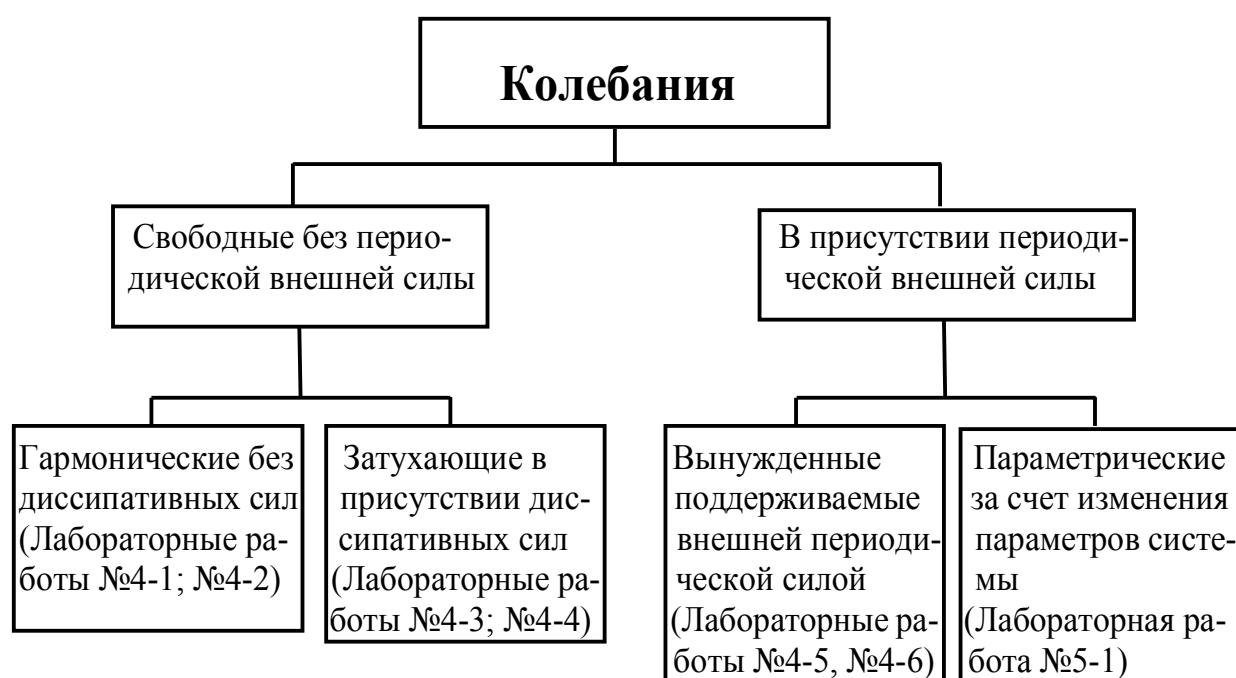 Колебания
Свободные без перио-
дической внешней силы
В присутствии периоди-
ческой внешней силы
Гармонические без
диссипативных сил
(Лабораторные ра-
боты №4-1; №4-2)
Затухающие в
присутствии дис-
сипативных сил
(Лабораторные ра-
боты №4-3; №4-4)
Вынужденные
поддерживаемые
внешней периоди-
ческой силой
(Лабораторные ра-
боты №4-5, №4-6)
Параметрические
за счет изменения
параметров систе-
мы
(Лабораторная ра-
бота №5-1)